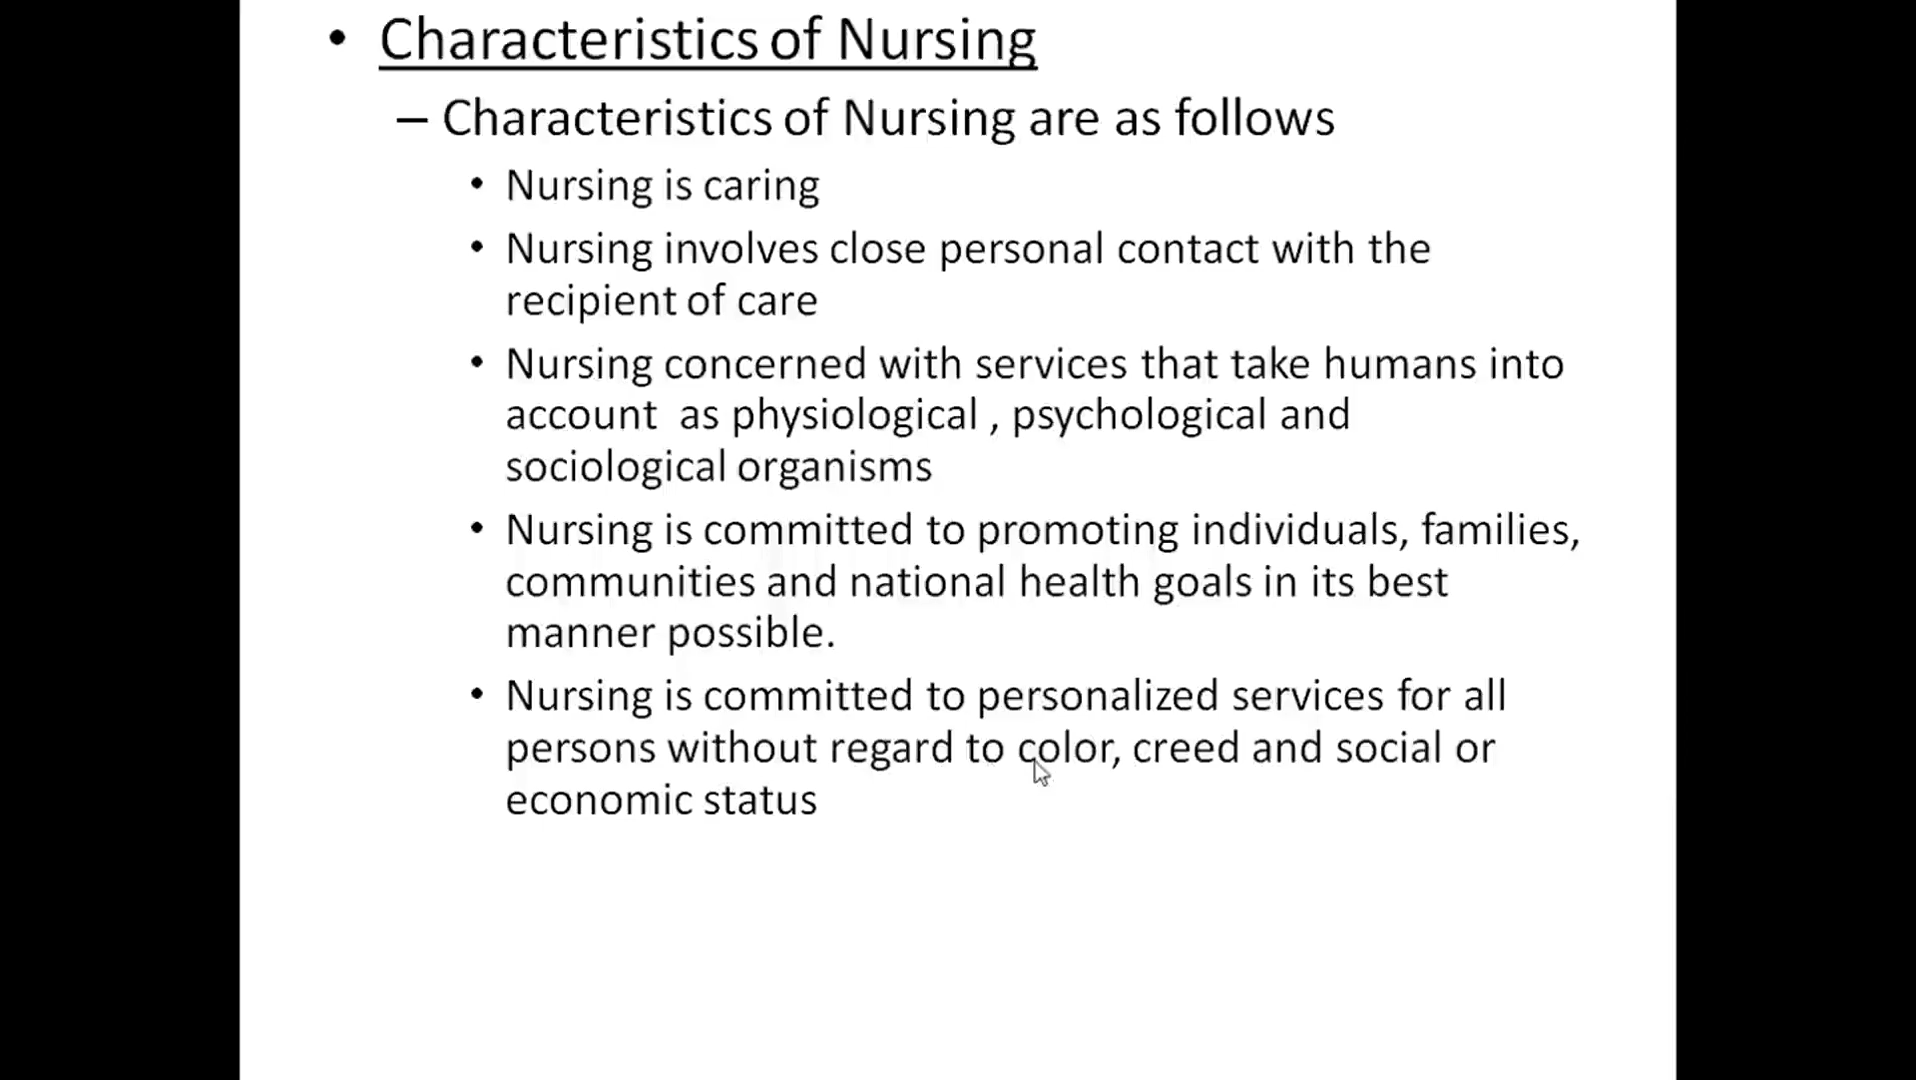 • Characteristics of Nursing
– Characteristics of Nursing are as follows
• Nursing is caring
• Nursing involves close personal contact with the
recipient of care
• Nursing concerned with services that take humans into
account  as physiological , psychological and
sociological organisms
• Nursing is committed to promoting individuals, families,
communities and national health goals in its best
manner possible.
• Nursing is committed to personalized services for all
persons without regard to color, creed and social or
economic status